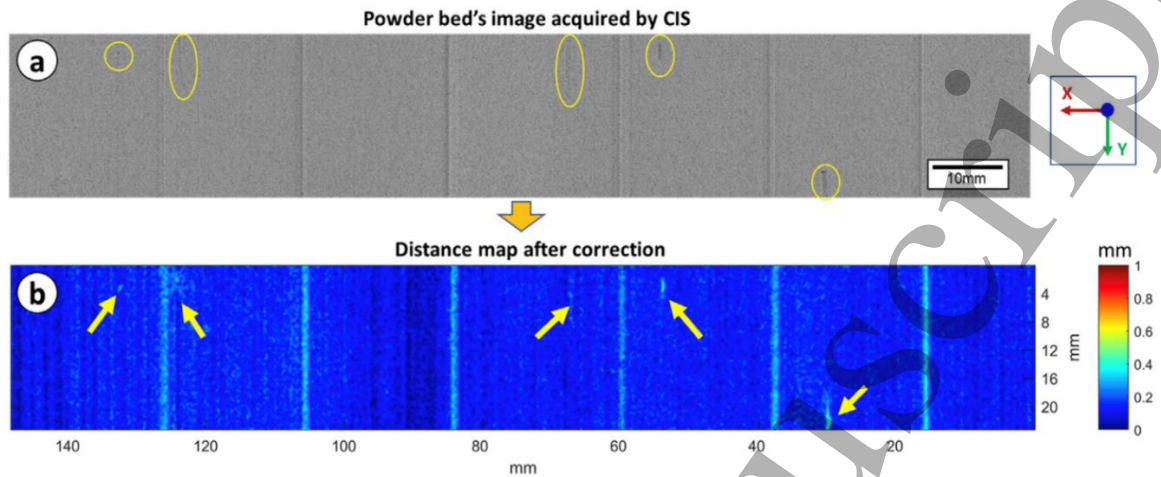 Powder bed's image acquired by CIS
a
X
Y
10mm
Distance map after correction
b
mm
1
0.8
0.6
0.4
0.2
0
4
8
12
16
20
mm
140 120 100 80 60 40 20
mm